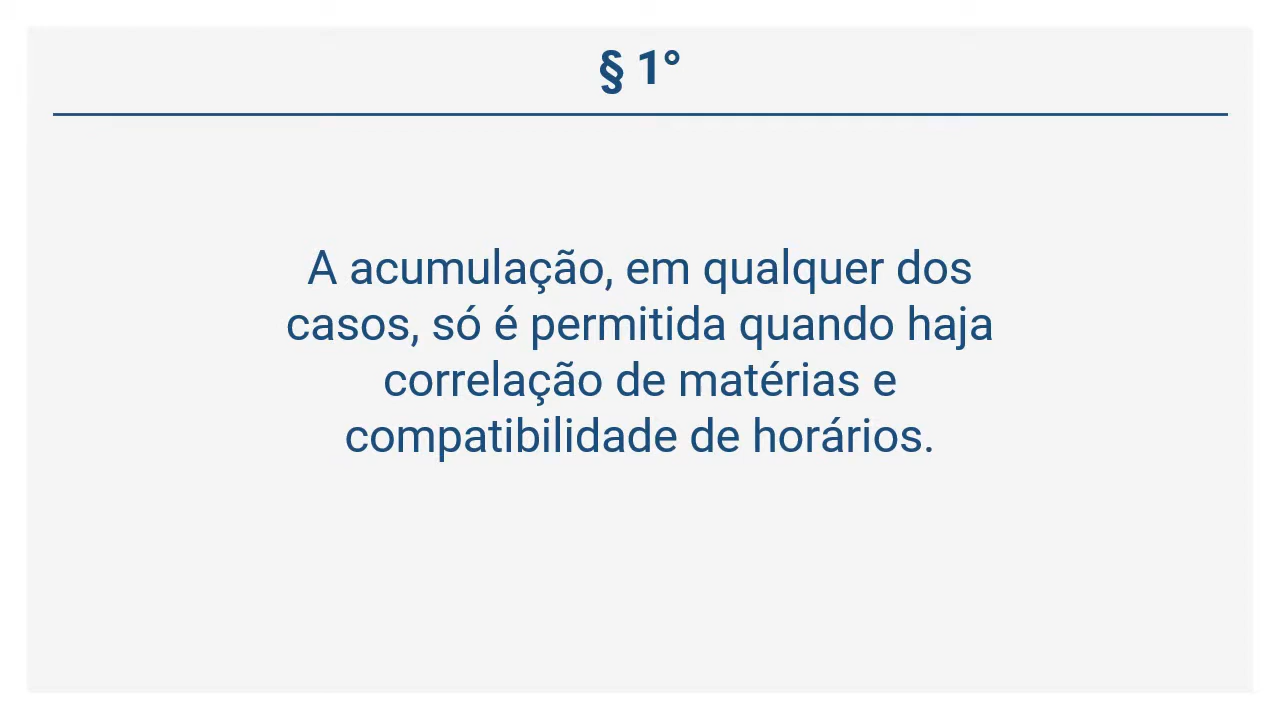 § 1°
A acumulação, em qualquer dos
casos, só é permitida quando haja
correlação de matérias e
compatibilidade de horários.